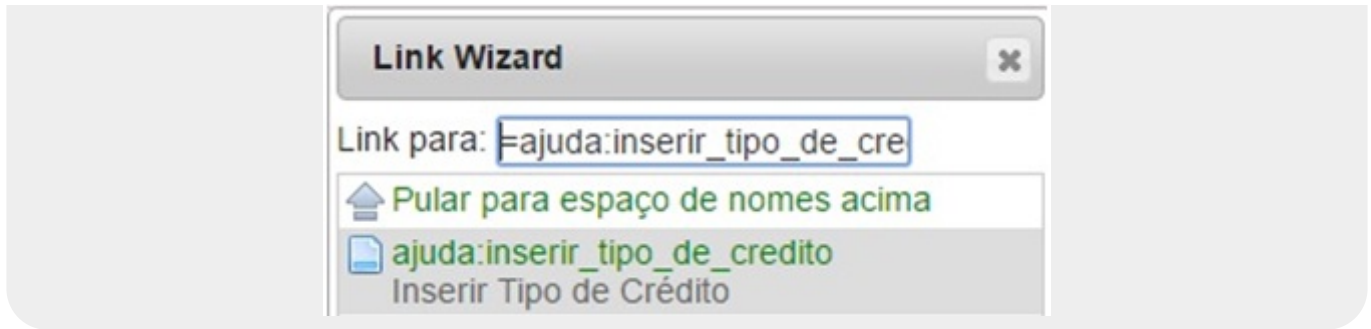 Link Wizard
Link para: =ajuda:inserir_tipo_de_cre
Pular para espaço de nomes acima
ajuda:inserir_tipo_de_credito
Inserir Tipo de Crédito